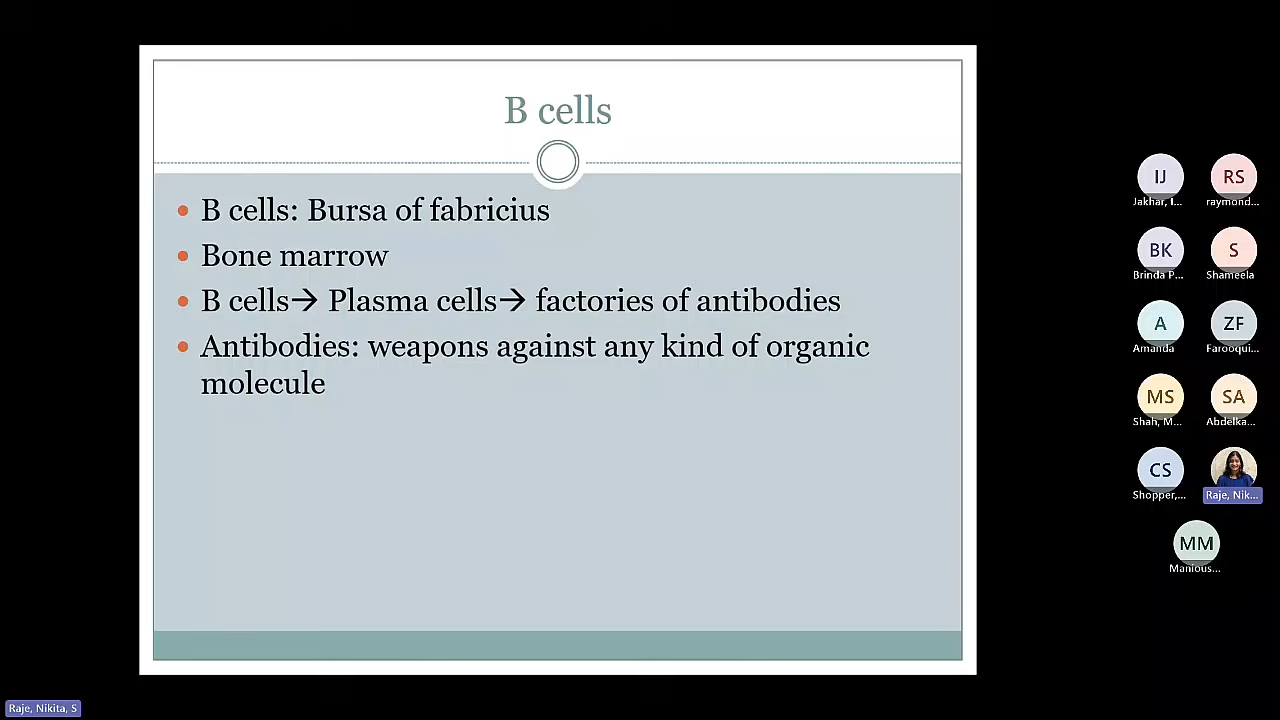 B cells
B cells: Bursa of fabricius
Bone marrow
B cells→ Plasma cells→ factories of antibodies
Antibodies: weapons against any kind of organic
molecule
IJ
RS
Jakhar, I...
raymond...
BK
S
Brinda P...
Shameela
A
ZF
Amanda
Farooqui...
MS
SA
Shah, M...
Abdelka...
CS
Shopper,...
Raje, Nik...
MM
Manious...
Raje, Nikita, S